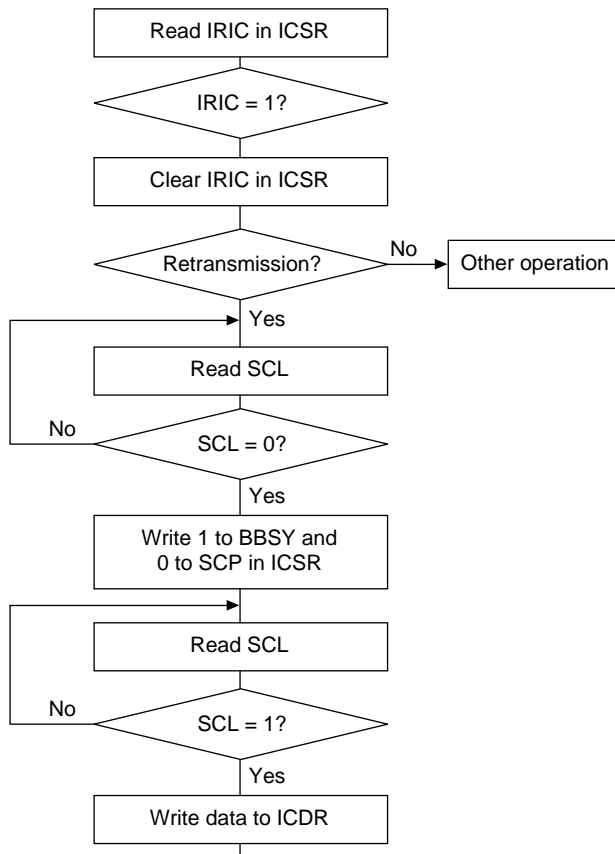 Read IRIC in ICSR
IRIC = 1?
Clear IRIC in ICSR
Retransmission?
No
Other operation
Yes
Read SCL
No
SCL = 0?
Yes
Write 1 to BBSY and
0 to SCP in ICSR
Read SCL
No
SCL = 1?
Yes
Write data to ICDR